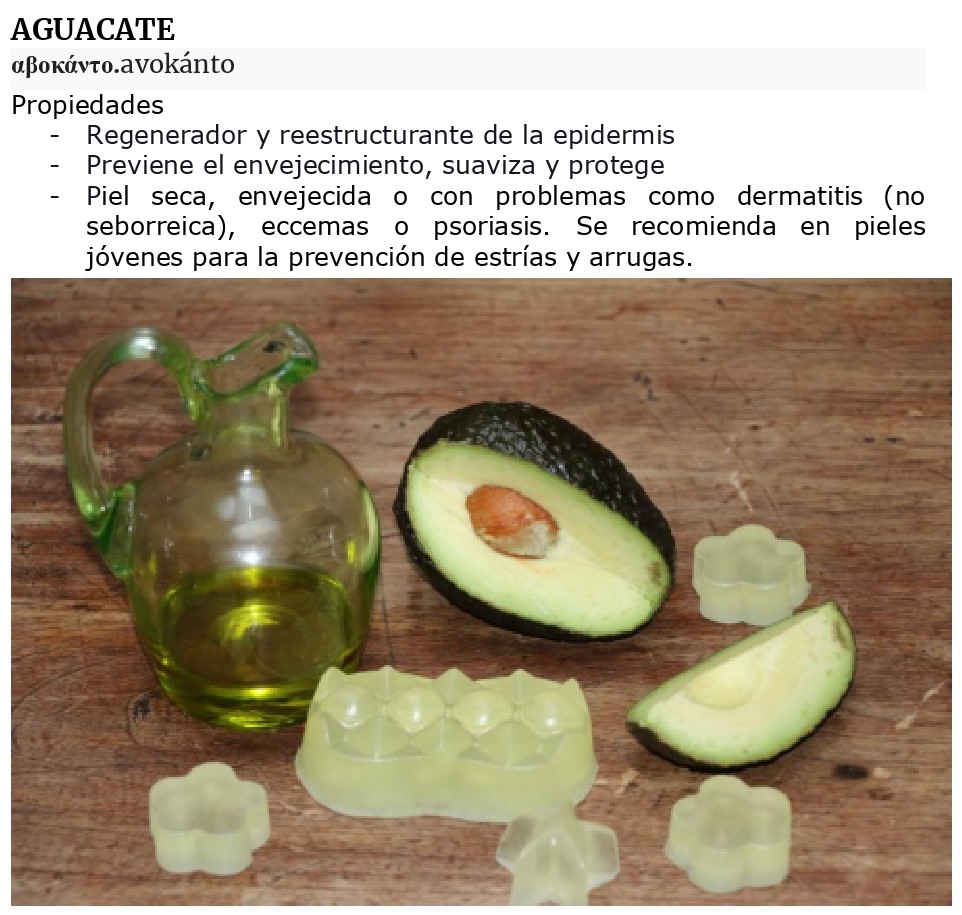 AGUACATE
αβοκάντο.avokánto
Propiedades
- Regenerador y reestructurante de la epidermis
- Previene el envejecimiento, suaviza y protege
- Piel seca, envejecida o con problemas como dermatitis (no
seborreica), eccemas o psoriasis. Se recomienda en pieles
jóvenes para la prevención de estrías y arrugas.